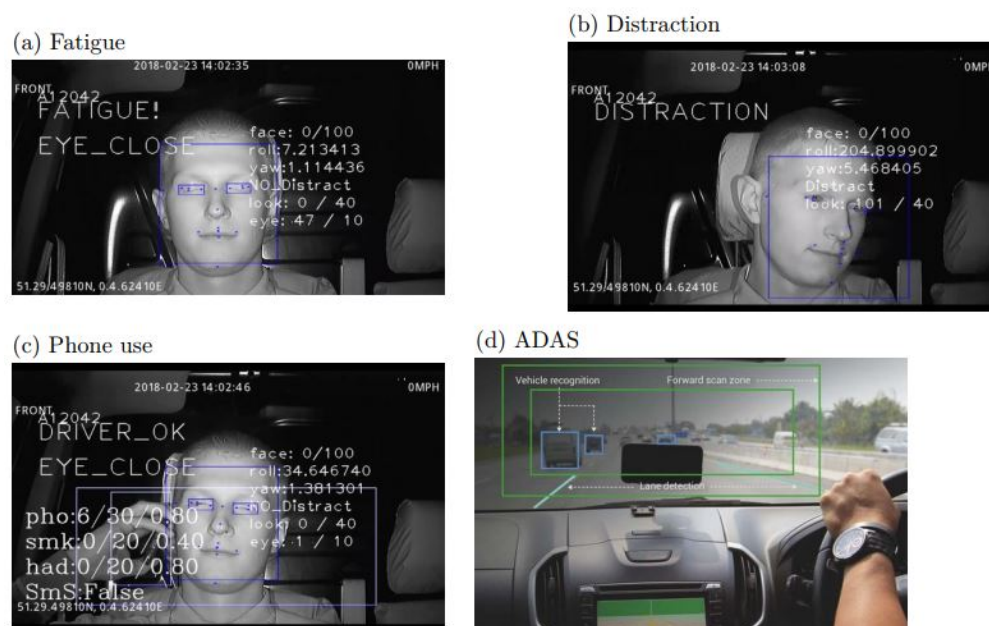 (a) Fatigue
2018-02-23 14:02:35 0MPH
FRONT
A12042
FATIGUE!
EYE_CLOSE
face: 0/100
roll:7.213413
yaw:1.114436
NO_Distract
look: 0 / 40
eye: 47 / 10
51.29.49810N, 0.4.62410E
(b) Distraction
2018-02-23 14:03:08 0MPH
FRONT
A12042
DISTRACTION
face: 0/100
roll:204.899902
yaw:5.468405
Distract
look: 101 / 40
51.29.49810N, 0.4.62410E
(c) Phone use
2018-02-23 14:02:46 0MPH
FRONT
A12042
DRIVER_OK
EYE_CLOSE
face: 0/100
roll:34.646740
yaw:1.381301
NO_Distract
look: 0 / 40
eye: 1 / 10
pho:6/30/0.80
smk:0/20/0.40
had:0/20/0.80
SmS:False
51.29.49810N, 0.4.62410E
(d) ADAS
Vehicle recognition
Forward scan zone
Lane detection